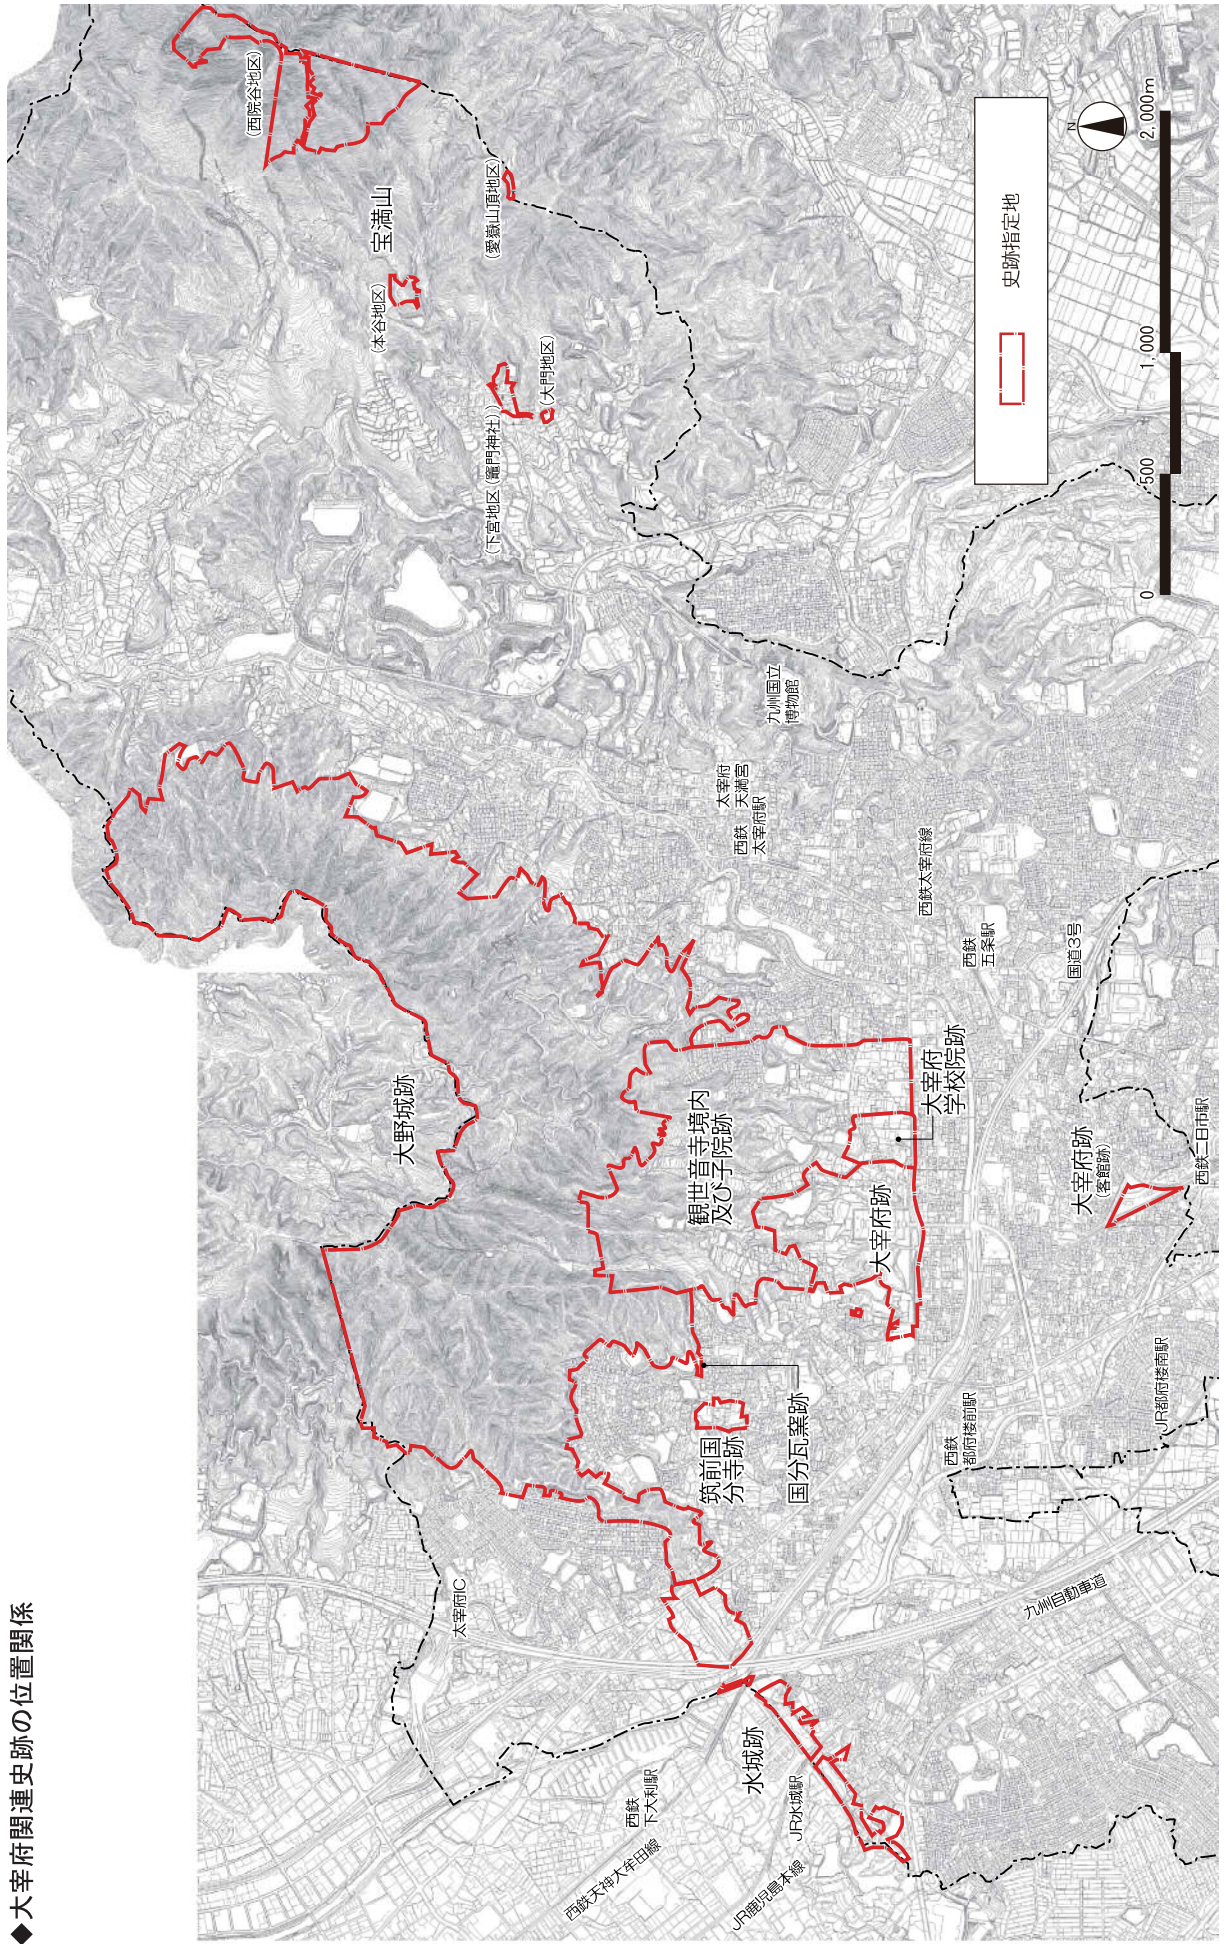 ◆大宰府関連史跡の位置関係
(西院谷地区)
宝満山
(本谷地区)
(愛嶽山頂地区)
(下宮地区(竈門神社))
(大門地区)
史跡指定地
N
0
500
1,000
2,000m
大野城跡
九州国立
博物館
太宰府
天満宮
西鉄
太宰府駅
西鉄太宰府線
西鉄
五条駅
国道3号
観世音寺境内
及び子院跡
大宰府
学校院跡
大宰府跡
大宰府跡
(客館跡)
西鉄二日市駅
筑前国
分寺跡
国分瓦窯跡
西鉄
都府楼前駅
JR都府楼南駅
太宰府IC
九州自動車道
水城跡
西鉄
下大利駅
JR水城駅
西鉄天神大牟田線
JR鹿児島本線